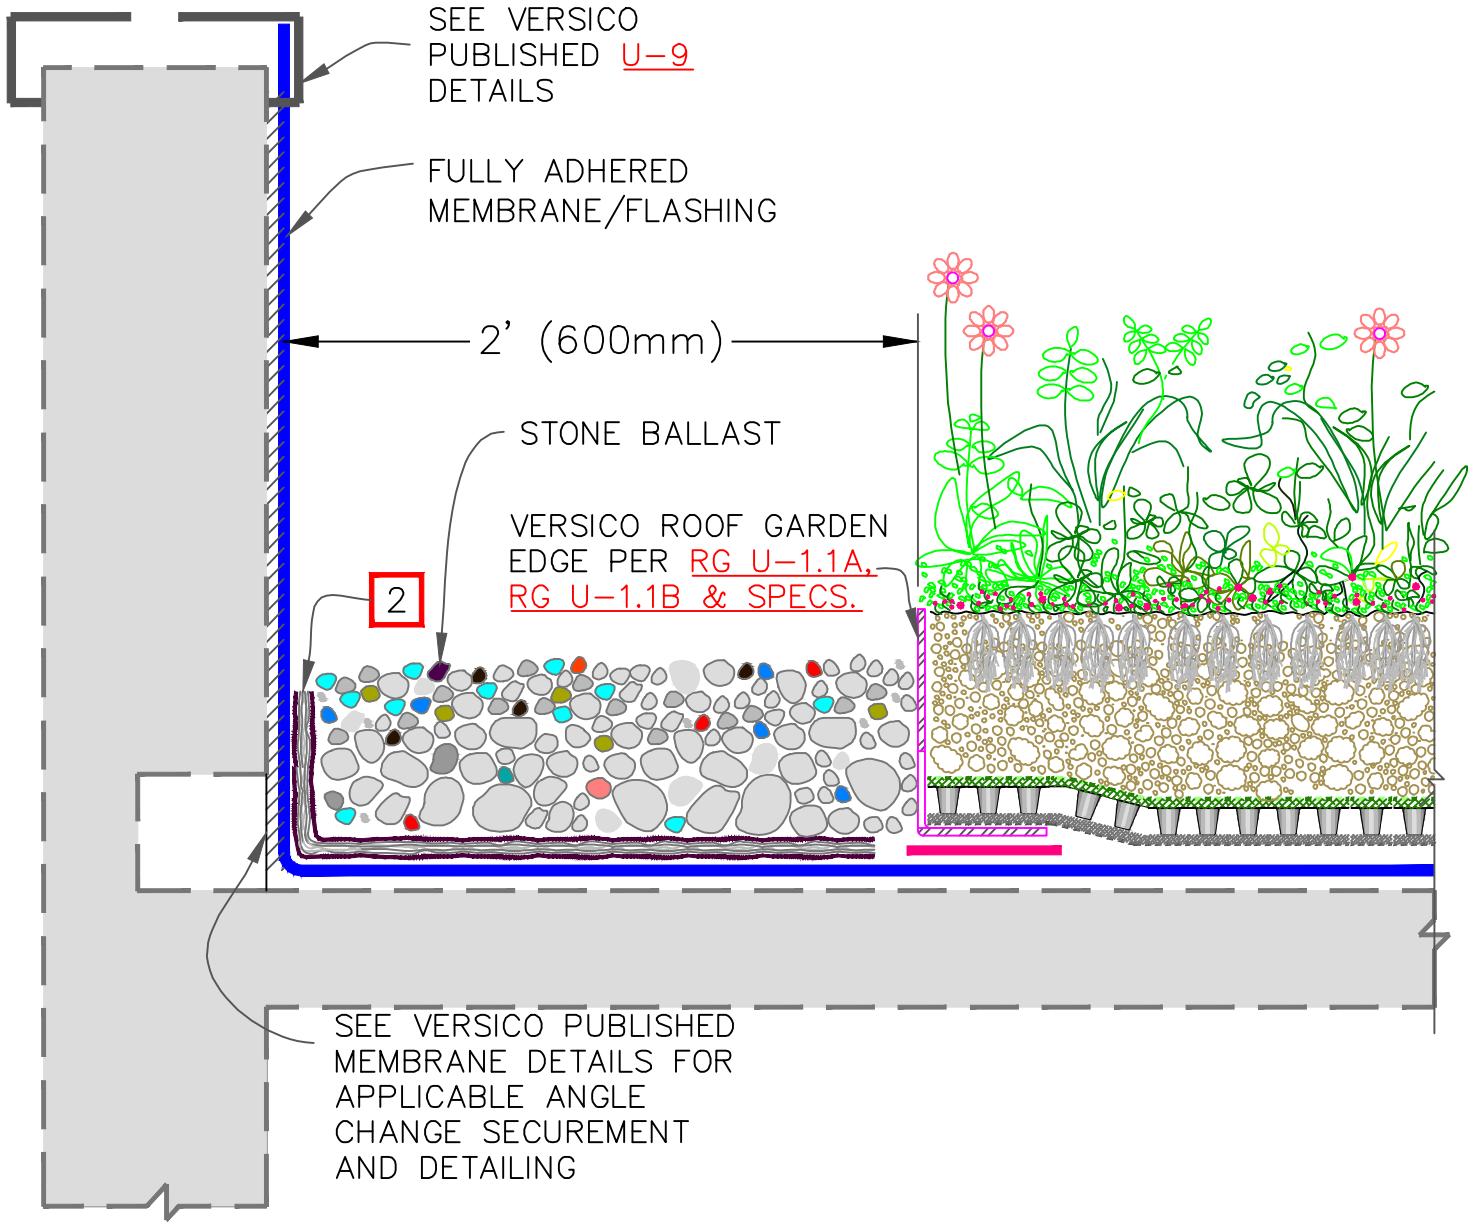 SEE VERSICO
PUBLISHED U-9
DETAILS
FULLY ADHERED
MEMBRANE/FLASHING
2' (600mm)
STONE BALLAST
VERSICO ROOF GARDEN
EDGE PER RG U-1.1A,
RG U-1.1B & SPECS.
2
SEE VERSICO PUBLISHED
MEMBRANE DETAILS FOR
APPLICABLE ANGLE
CHANGE SECUREMENT
AND DETAILING